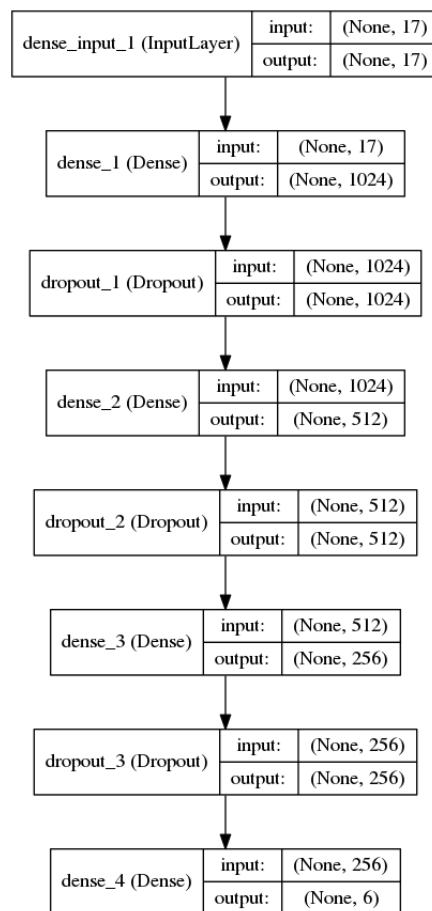 dense_input_1 (InputLayer) input: (None, 17)
output: (None, 17)
dense_1 (Dense) input: (None, 17)
output: (None, 1024)
dropout_1 (Dropout) input: (None, 1024)
output: (None, 1024)
dense_2 (Dense) input: (None, 1024)
output: (None, 512)
dropout_2 (Dropout) input: (None, 512)
output: (None, 512)
dense_3 (Dense) input: (None, 512)
output: (None, 256)
dropout_3 (Dropout) input: (None, 256)
output: (None, 256)
dense_4 (Dense) input: (None, 256)
output: (None, 6)